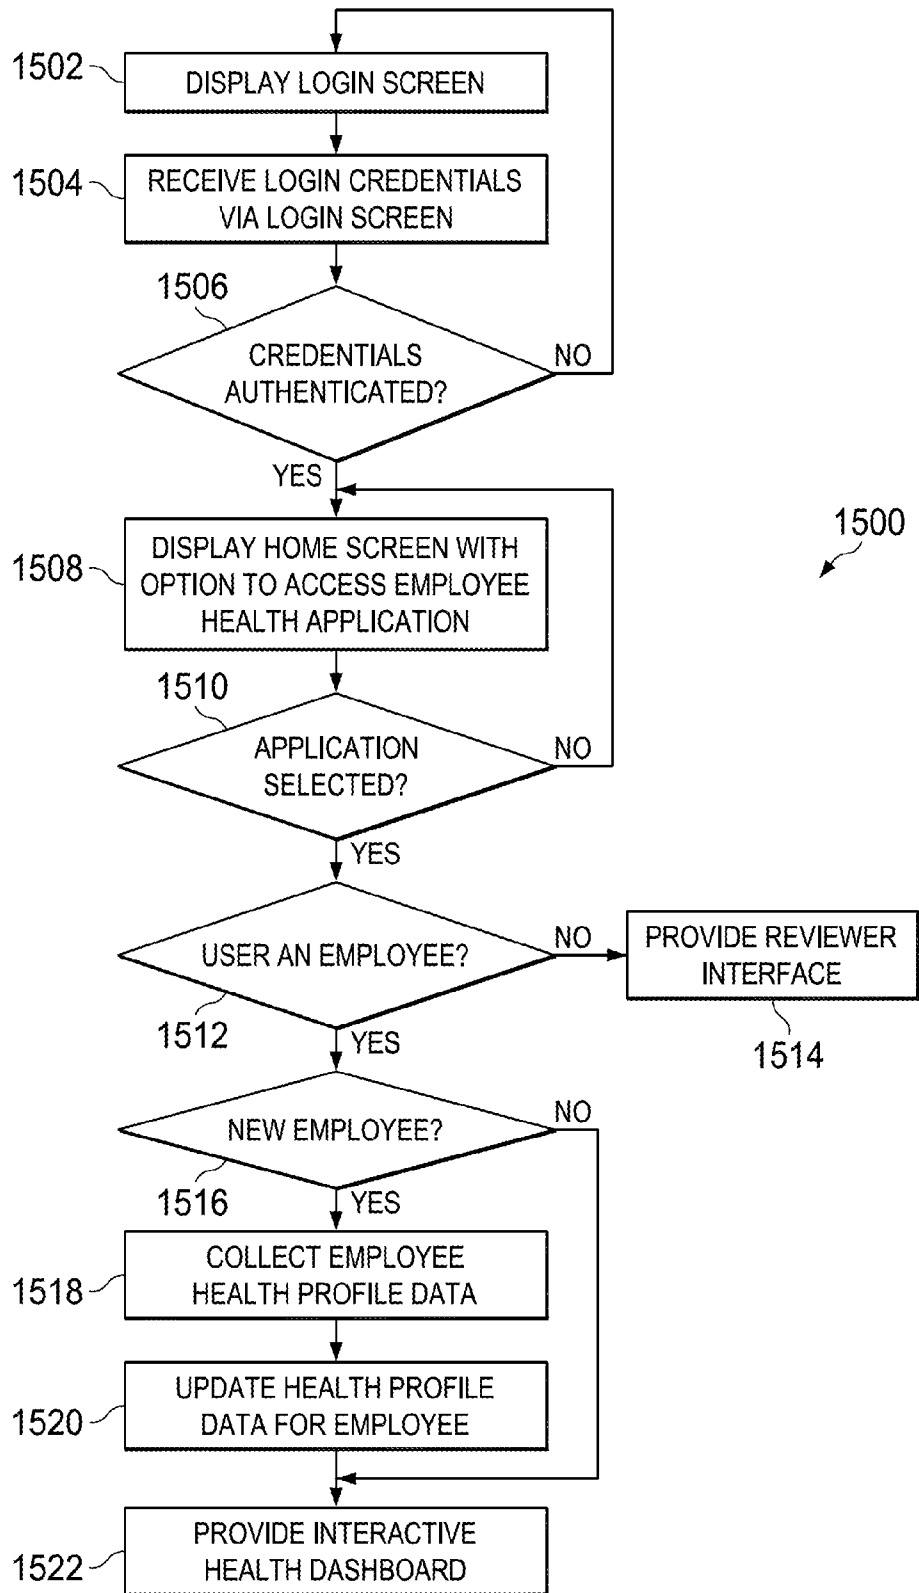 1502
DISPLAY LOGIN SCREEN
1504
RECEIVE LOGIN CREDENTIALS
VIA LOGIN SCREEN
1506
CREDENTIALS
AUTHENTICATED?
NO
YES
1500
1508
DISPLAY HOME SCREEN WITH
OPTION TO ACCESS EMPLOYEE
HEALTH APPLICATION
1510
APPLICATION
SELECTED?
NO
YES
USER AN EMPLOYEE?
NO
1512
YES
PROVIDE REVIEWER
INTERFACE
1514
NEW EMPLOYEE?
NO
1516
YES
1518
COLLECT EMPLOYEE
HEALTH PROFILE DATA
1520
UPDATE HEALTH PROFILE
DATA FOR EMPLOYEE
1522
PROVIDE INTERACTIVE
HEALTH DASHBOARD